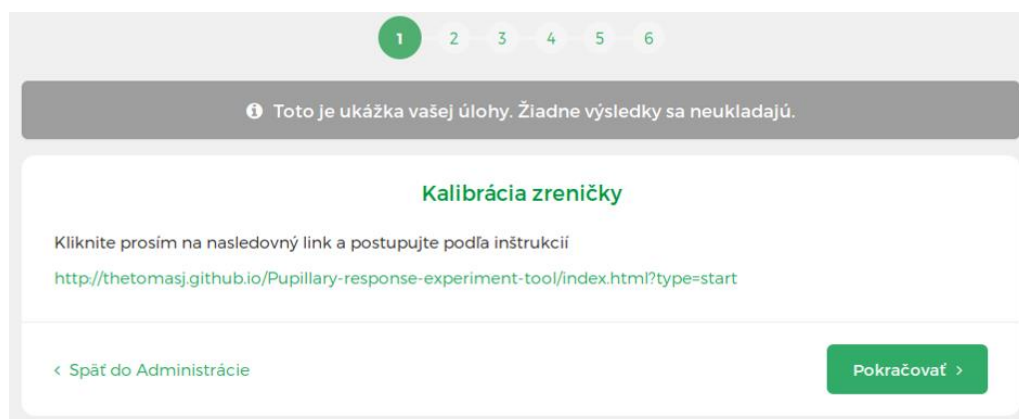 1 2 3 4 5 6
Toto je ukážka vašej úlohy. Žiadne výsledky sa neukladajú.
Kalibrácia zreničky
Kliknite prosím na nasledovný link a postupujte podľa inštrukcií
http://thetomasj.github.io/Pupillary-response-experiment-tool/index.html?type=start
< Späť do Administrácie
Pokračovať >